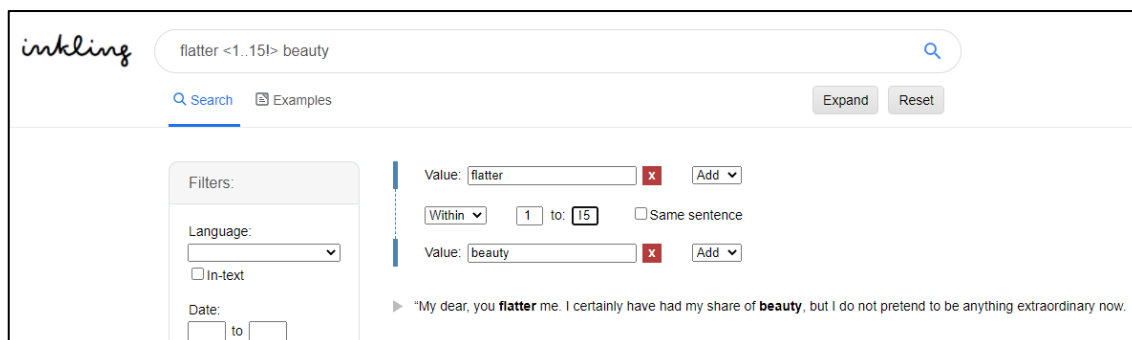 inkling
flatter <1..15!> beauty
Search Examples Expand Reset
Filters:
Language:
In-text
Date:
to
Value: flatter x Add
Within 1 to: 15 Same sentence
Value: beauty x Add
“My dear, you flatter me. I certainly have had my share of beauty, but I do not pretend to be anything extraordinary now.